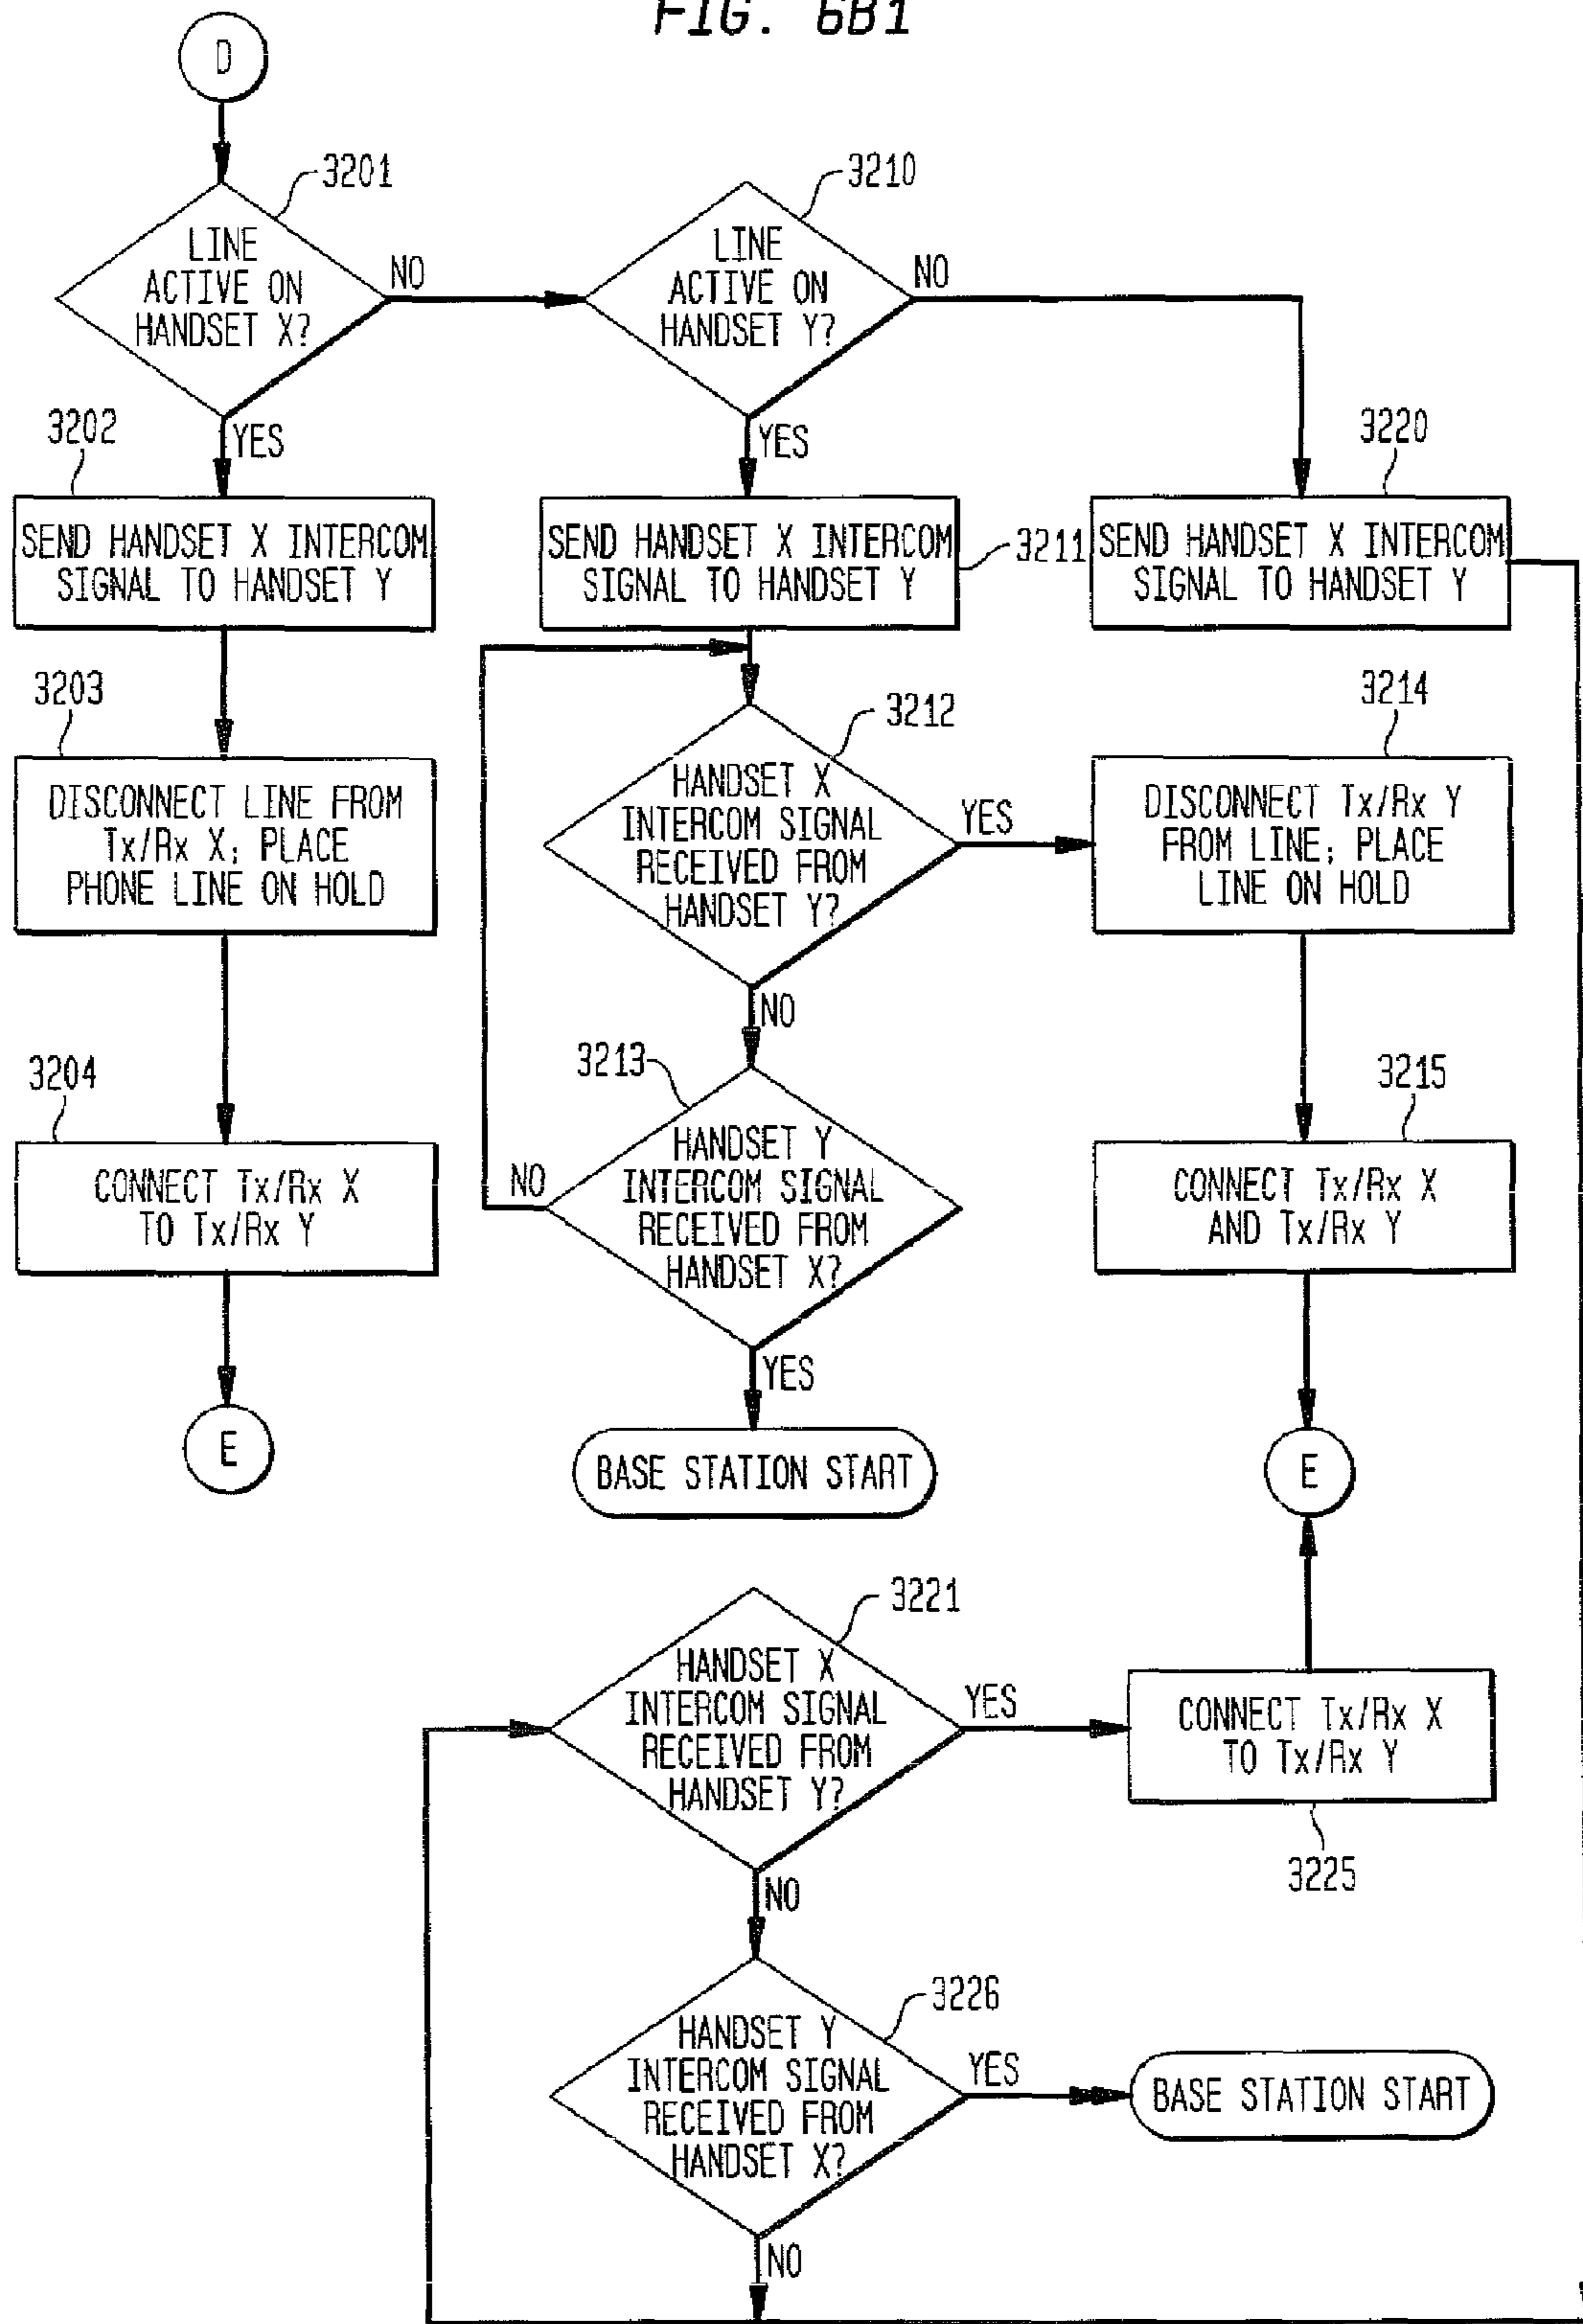 FIG. 6B1
D
3201
LINE
ACTIVE ON
HANDSET X?
NO
YES
3210
LINE
ACTIVE ON
HANDSET Y?
NO
YES
3202
SEND HANDSET X INTERCOM
SIGNAL TO HANDSET Y
3211
SEND HANDSET X INTERCOM
SIGNAL TO HANDSET Y
3220
SEND HANDSET X INTERCOM
SIGNAL TO HANDSET Y
3203
DISCONNECT LINE FROM
Tx/Rx X; PLACE
PHONE LINE ON HOLD
3212
HANDSET X
INTERCOM SIGNAL
RECEIVED FROM
HANDSET Y?
YES
NO
3214
DISCONNECT Tx/Rx Y
FROM LINE; PLACE
LINE ON HOLD
3204
CONNECT Tx/Rx X
TO Tx/Rx Y
3213
HANDSET Y
INTERCOM SIGNAL
RECEIVED FROM
HANDSET X?
NO
YES
3215
CONNECT Tx/Rx X
AND Tx/Rx Y
E
BASE STATION START
E
3221
HANDSET X
INTERCOM SIGNAL
RECEIVED FROM
HANDSET Y?
YES
NO
CONNECT Tx/Rx X
TO Tx/Rx Y
3225
3226
HANDSET Y
INTERCOM SIGNAL
RECEIVED FROM
HANDSET X?
YES
NO
BASE STATION START